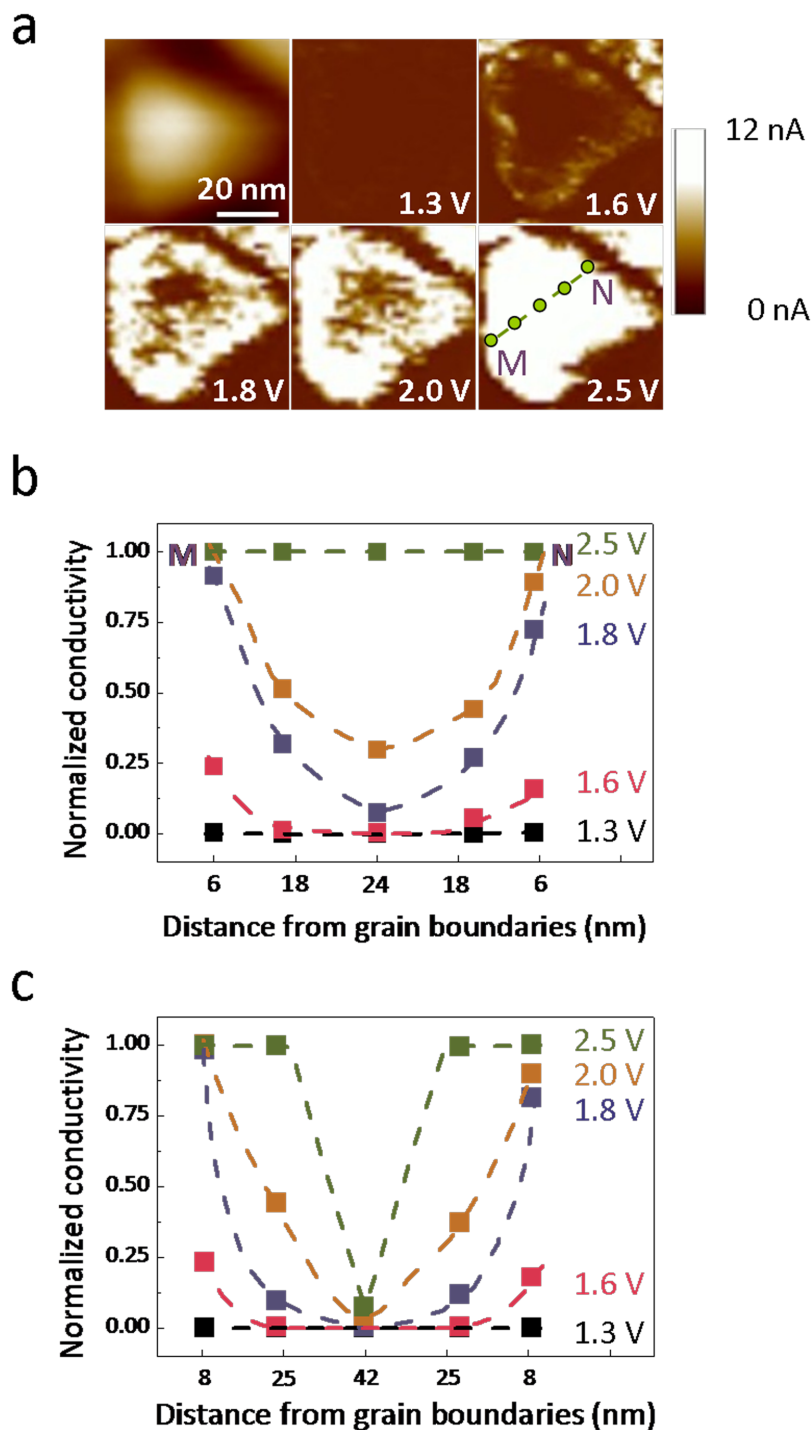 a
12 nA
20 nm
1.3 V
1.6 V
0 nA
N
M
1.8 V
2.0 V
2.5 V
b
Normalized conductivity
1.00
0.75
0.50
0.25
0.00
M
N
2.5 V
2.0 V
1.8 V
1.6 V
1.3 V
6 18 24 18 6
Distance from grain boundaries (nm)
c
Normalized conductivity
1.00
0.75
0.50
0.25
0.00
2.5 V
2.0 V
1.8 V
1.6 V
1.3 V
8 25 42 25 8
Distance from grain boundaries (nm)